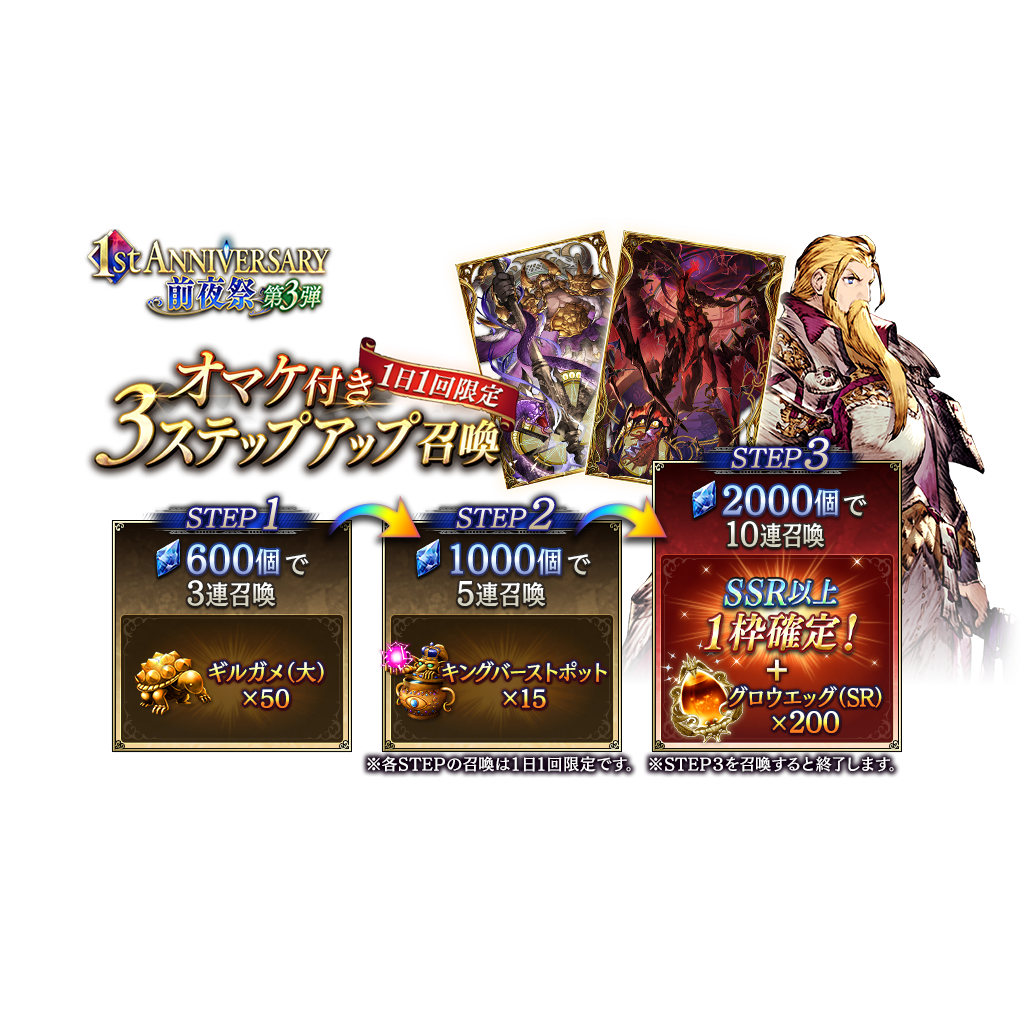 1st ANNIVERSARY
前夜祭 第3弾
オマケ付き 1日1回限定
3ステップアップ召喚
STEP 1
600個で
3連召喚
ギルガメ(大)
×50
STEP 2
1000個で
5連召喚
キングバーストポット
×15
STEP 3
2000個で
10連召喚
SSR以上
1枠確定!
+
グロウエッグ(SR)
×200
※各STEPの召喚は1日1回限定です。
※STEP3を召喚すると終了します。